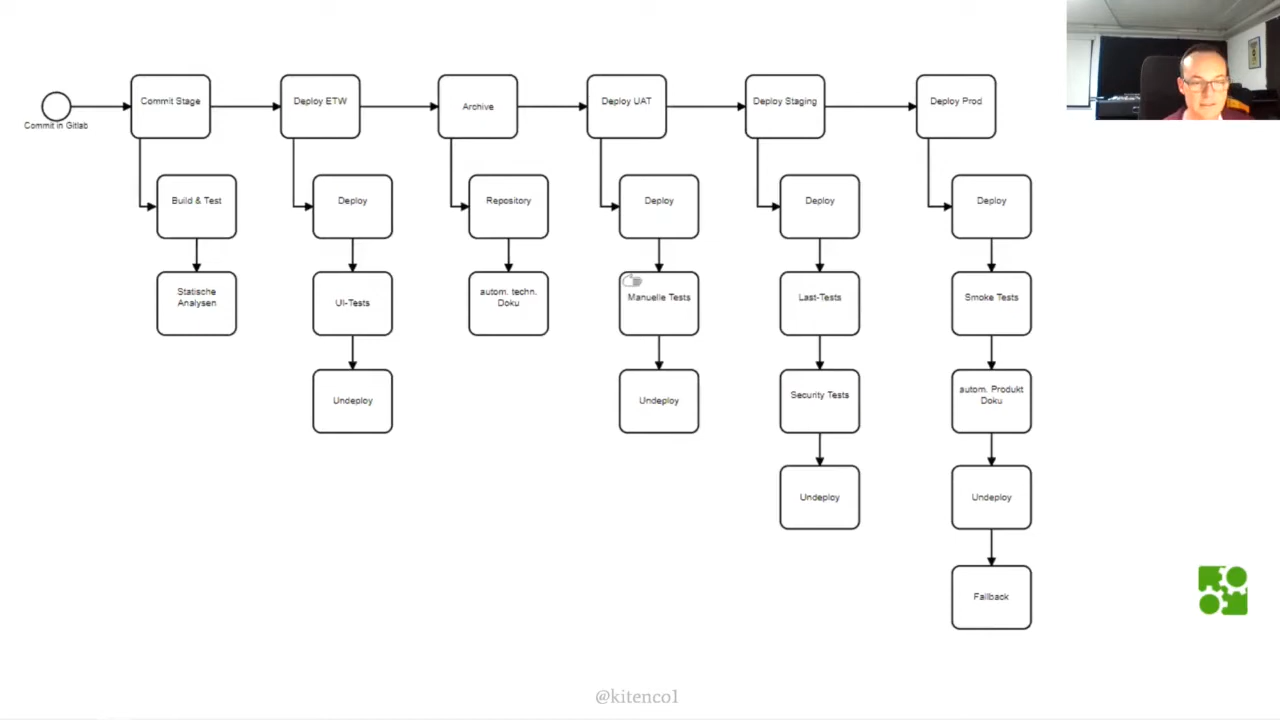 Commit in Gitlab
Commit Stage
Deploy ETW
Archive
Deploy UAT
Deploy Staging
Deploy Prod
Build & Test
Deploy
Repository
Deploy
Deploy
Deploy
Statische
Analysen
UI-Tests
autom. techn.
Doku
Manuelle Tests
Last-Tests
Smoke Tests
Undeploy
Undeploy
Security Tests
autom. Produkt
Doku
Undeploy
Undeploy
Fallback
@kitenco1